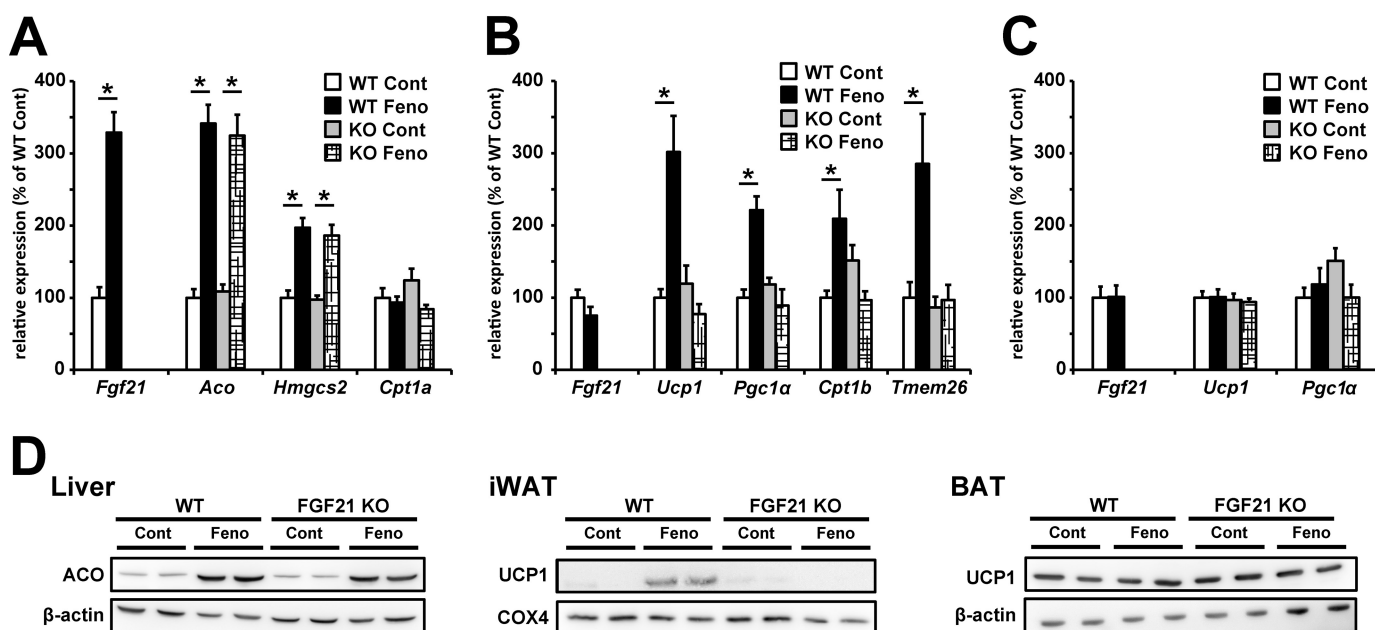 A
B
C
relative expression (% of WT Cont)
400
300
200
100
0
* * * * *
WT Cont
WT Feno
KO Cont
KO Feno
Fgf21 Aco Hmgcs2 Cpt1a
relative expression (% of WT Cont)
400
300
200
100
0
* * * *
WT Cont
WT Feno
KO Cont
KO Feno
Fgf21 Ucp1 Pgc1α Cpt1b Tmem26
relative expression (% of WT Cont)
400
300
200
100
0
WT Cont
WT Feno
KO Cont
KO Feno
Fgf21 Ucp1 Pgc1α
D
Liver
WT FGF21 KO
Cont Feno Cont Feno
ACO
β-actin
iWAT
WT FGF21 KO
Cont Feno Cont Feno
UCP1
COX4
BAT
WT FGF21 KO
Cont Feno Cont Feno
UCP1
β-actin